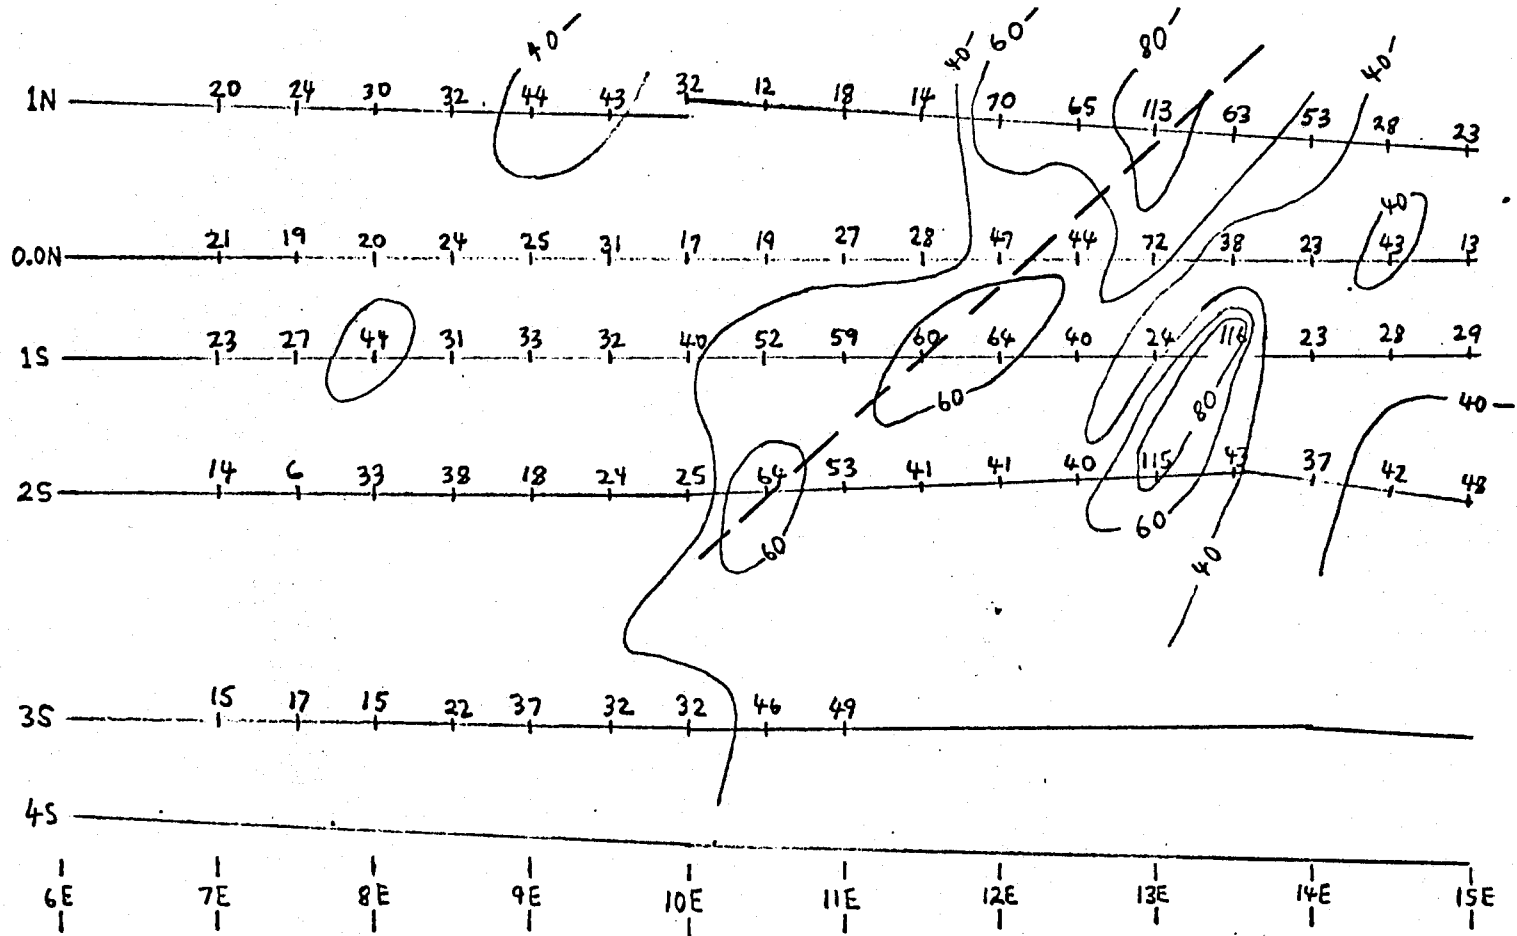 40 40 60 80 40
1N 20 24 30 32 44 43 32 12 18 14 70 65 113 63 53 28 23
40
0.0N 21 19 20 24 25 31 17 19 27 28 47 44 72 38 23 43 13
1S 23 27 44 31 33 32 40 52 59 60 64 40 24 116 23 28 29
60 80 40
2S 14 6 33 38 18 24 25 64 53 41 41 40 115 43 37 42 48
60 60
40
3S 15 17 15 22 37 32 32 46 49
4S
6E 7E 8E 9E 10E 11E 12E 13E 14E 15E